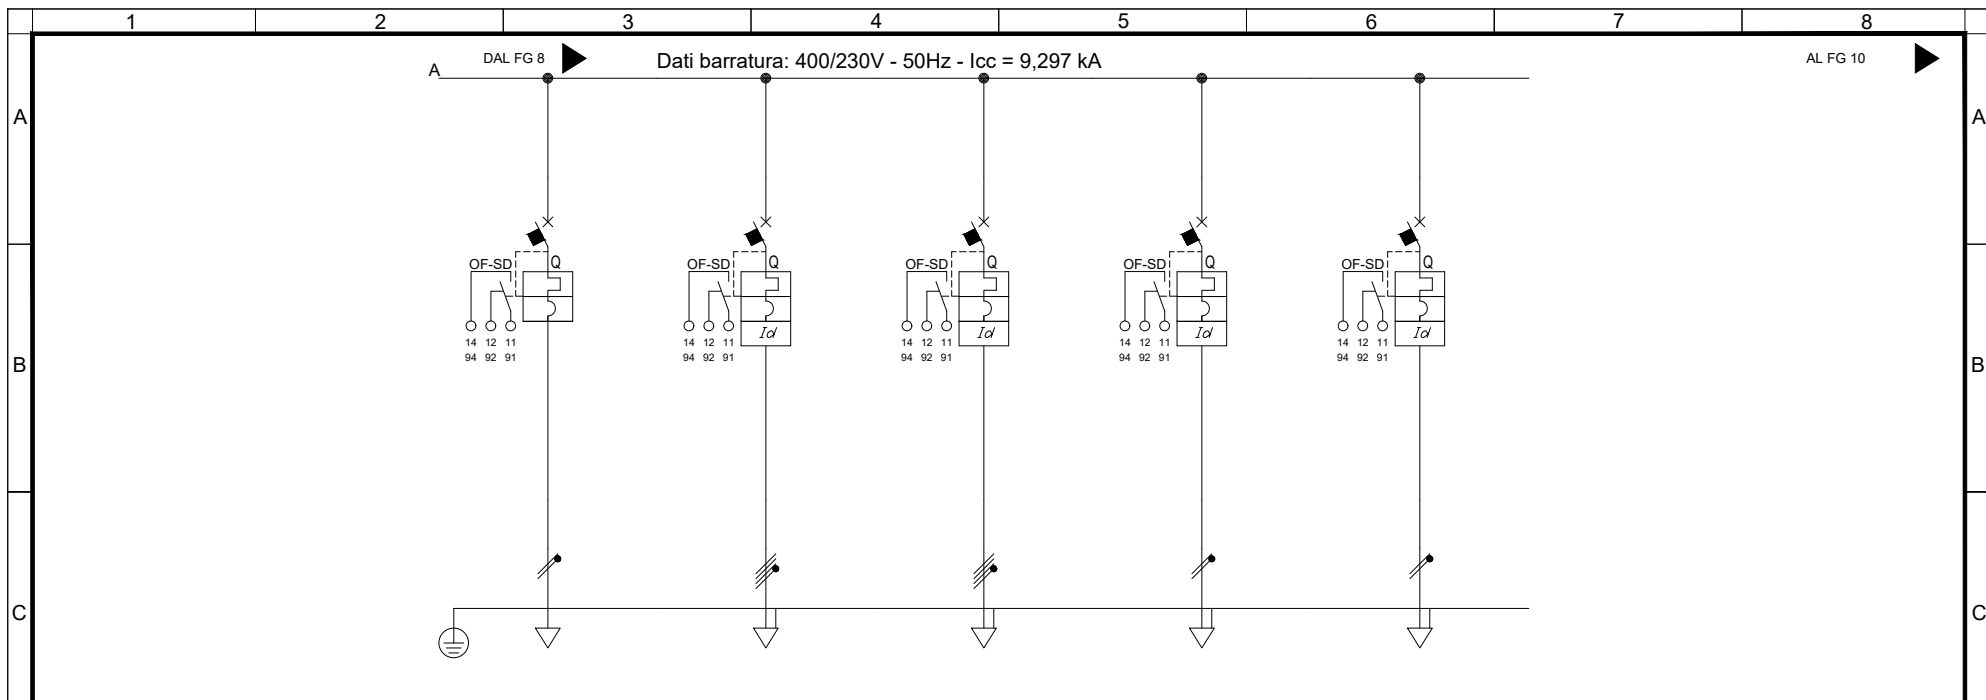 1 2 3 4 5 6 7 8
DAL FG 8 Dati barratura: 400/230V - 50Hz - Icc = 9,297 kA AL FG 10
A
A A
OF-SD Q OF-SD Q OF-SD Q OF-SD Q OF-SD Q
Id Id Id Id
14 12 11 14 12 11 14 12 11 14 12 11 14 12 11
94 92 91 94 92 91 94 92 91 94 92 91 94 92 91
B B
C C